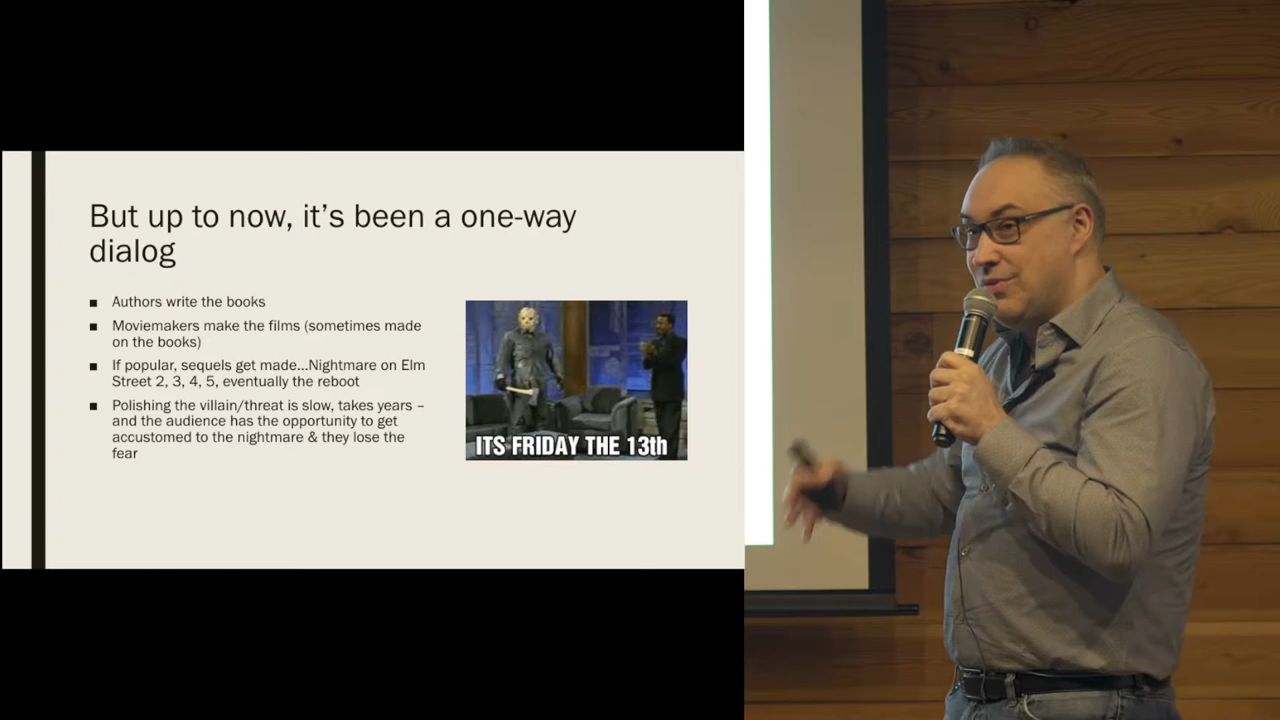 But up to now, it’s been a one-way
dialog
■ Authors write the books
■ Moviemakers make the films (sometimes made
on the books)
■ If popular, sequels get made...Nightmare on Elm
Street 2, 3, 4, 5, eventually the reboot
■ Polishing the villain/threat is slow, takes years –
and the audience has the opportunity to get
accustomed to the nightmare & they lose the
fear
ITS FRIDAY THE 13th